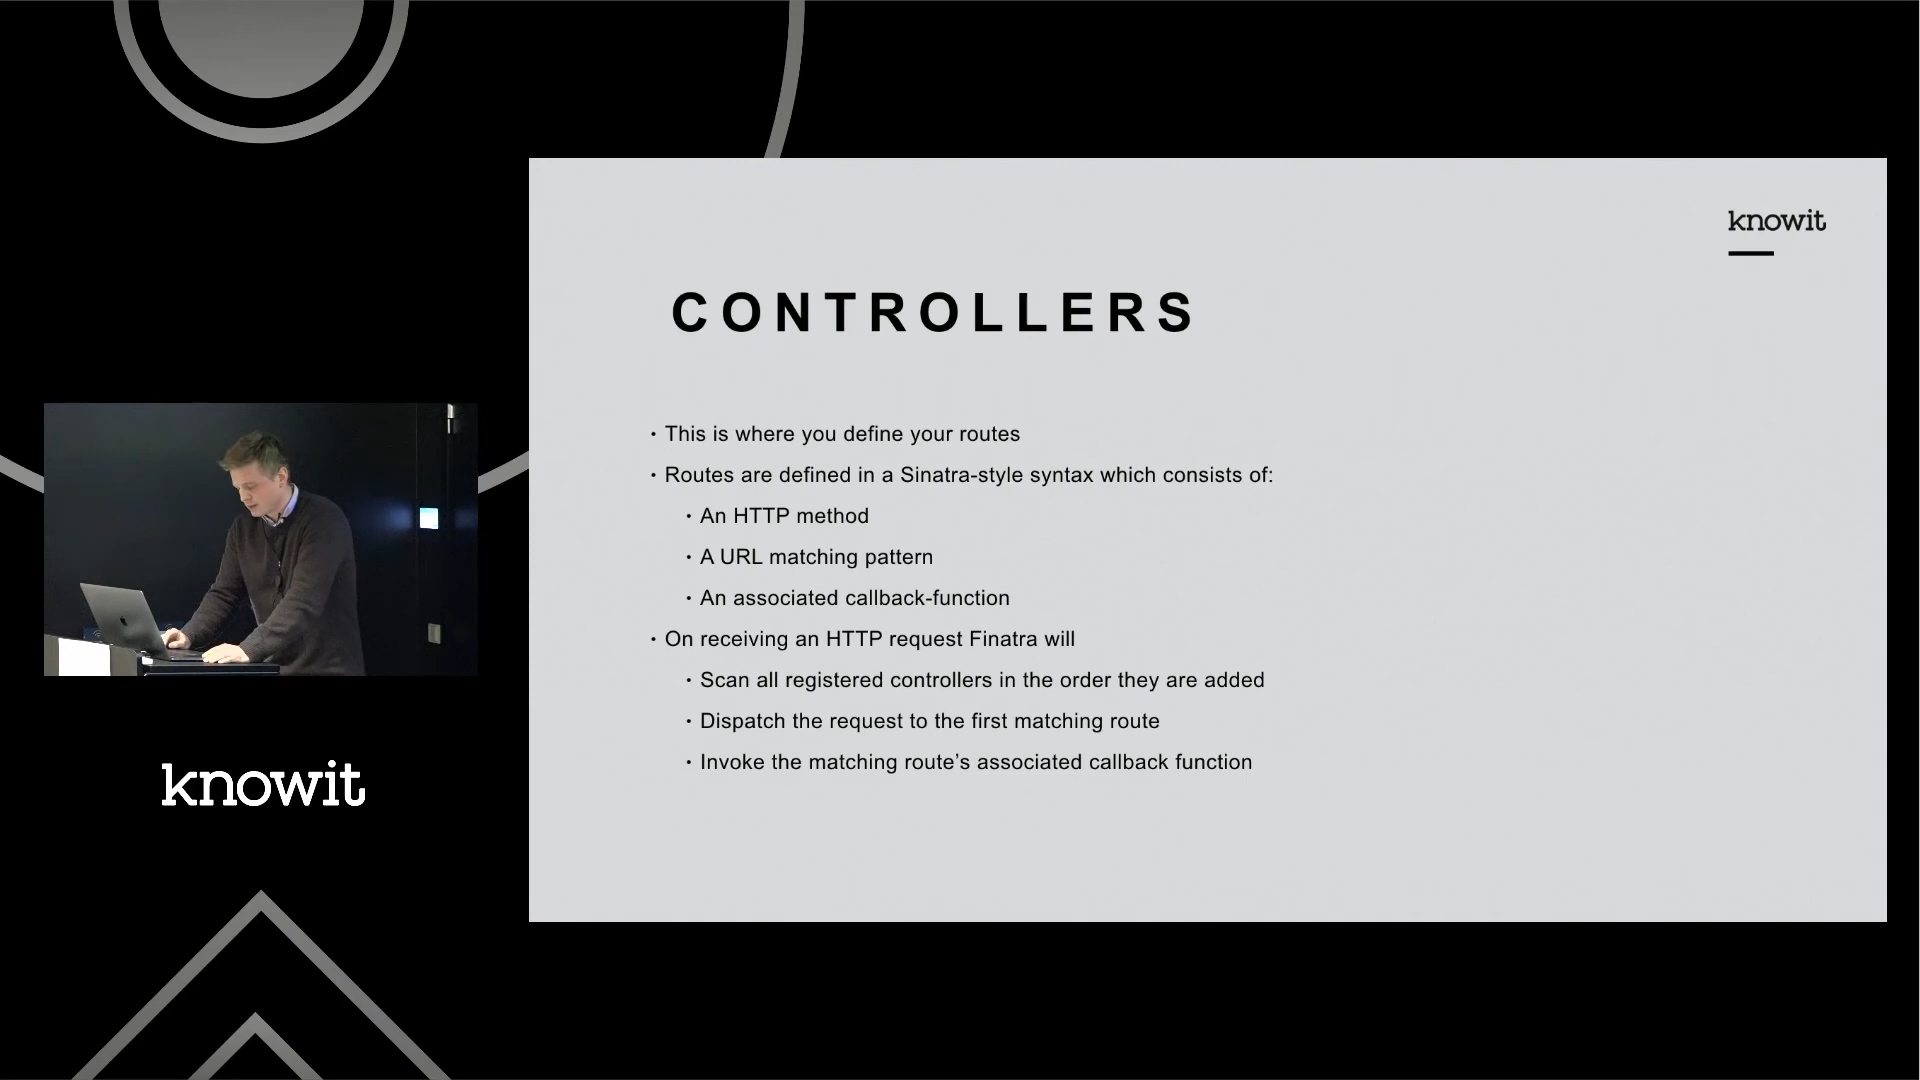 knowit
CONTROLLERS
• This is where you define your routes
• Routes are defined in a Sinatra-style syntax which consists of:
• An HTTP method
• A URL matching pattern
• An associated callback-function
• On receiving an HTTP request Finatra will
• Scan all registered controllers in the order they are added
• Dispatch the request to the first matching route
• Invoke the matching route’s associated callback function
knowit